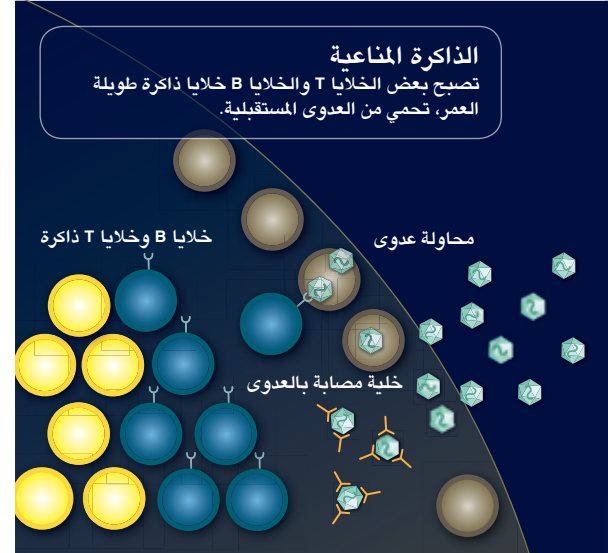 الذاكرة المناعية
تصبح بعض الخلايا T والخلايا B خلايا ذاكرة طويلة
العمر، تحمي من العدوى المستقبلية.
محاولة عدوى
خلايا B وخلايا T ذاكرة
خلية مصابة بالعدوى